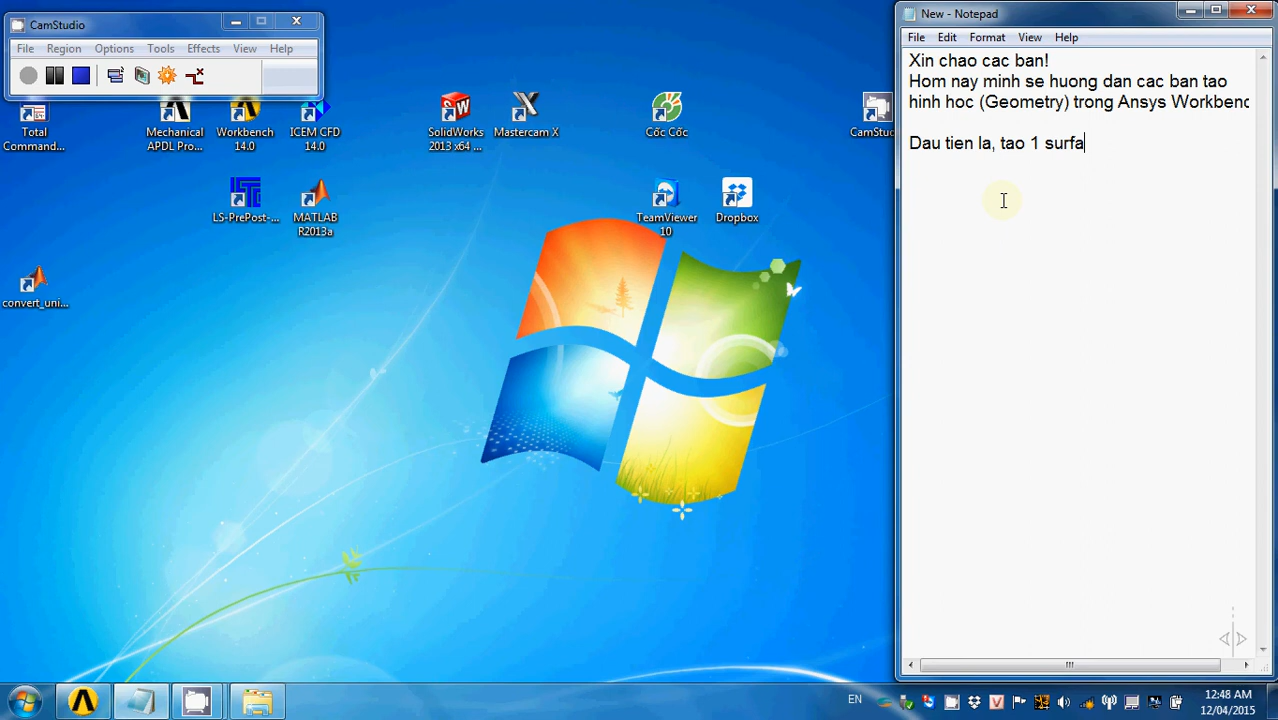 CamStudio
File Region Options Tools Effects View Help
New - Notepad
File Edit Format View Help
Xin chao cac ban!
Hom nay minh se huong dan cac ban tao
hinh hoc (Geometry) trong Ansys Workbenc
Dau tien la, tao 1 surfa
Total
Command...
Mechanical
APDL Pro...
Workbench
14.0
ICEM CFD
14.0
SolidWorks
2013 x64 ...
Mastercam X
Cốc Cốc
CamStu
LS-PrePost-...
MATLAB
R2013a
TeamViewer
10
Dropbox
convert_uni...
EN
12:48 AM
12/04/2015